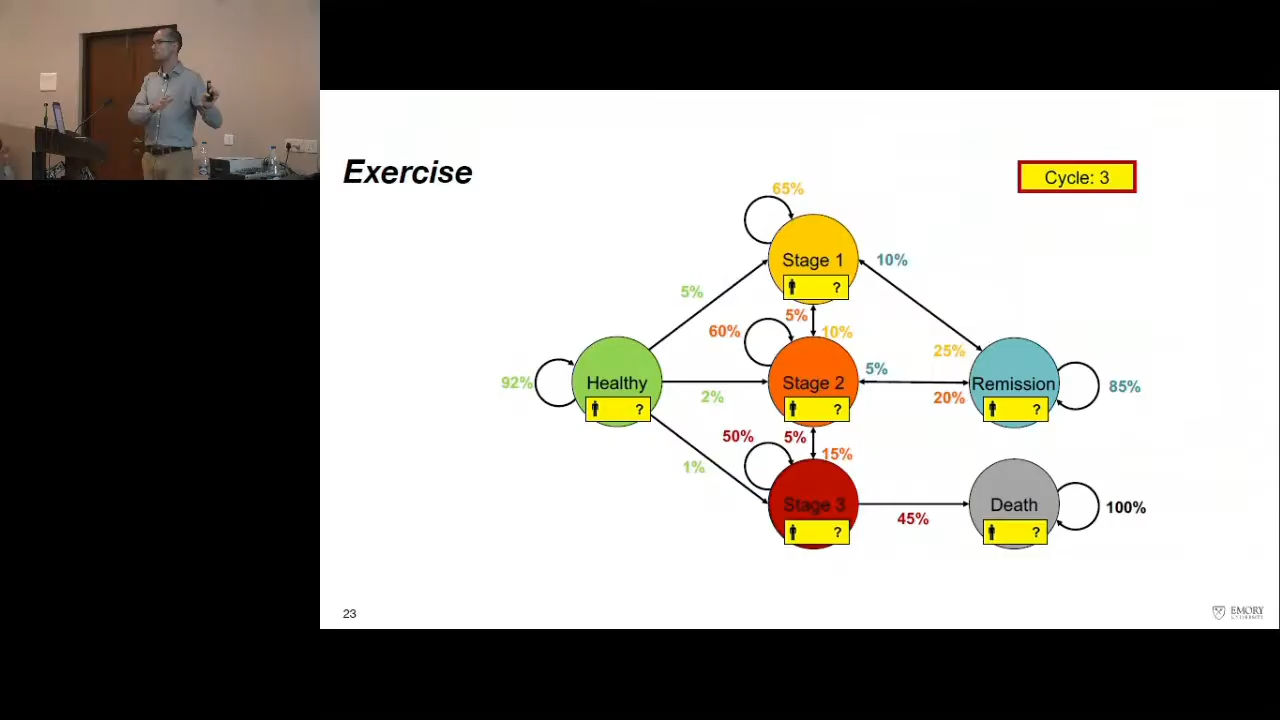 Exercise
Cycle: 3
65%
Stage 1
?
10%
5%
5%
10%
60%
25%
Stage 2
?
5%
20%
92%
Healthy
?
2%
Remission
?
85%
50%
5%
15%
1%
Stage 3
?
45%
Death
?
100%
23
EMORY
UNIVERSITY